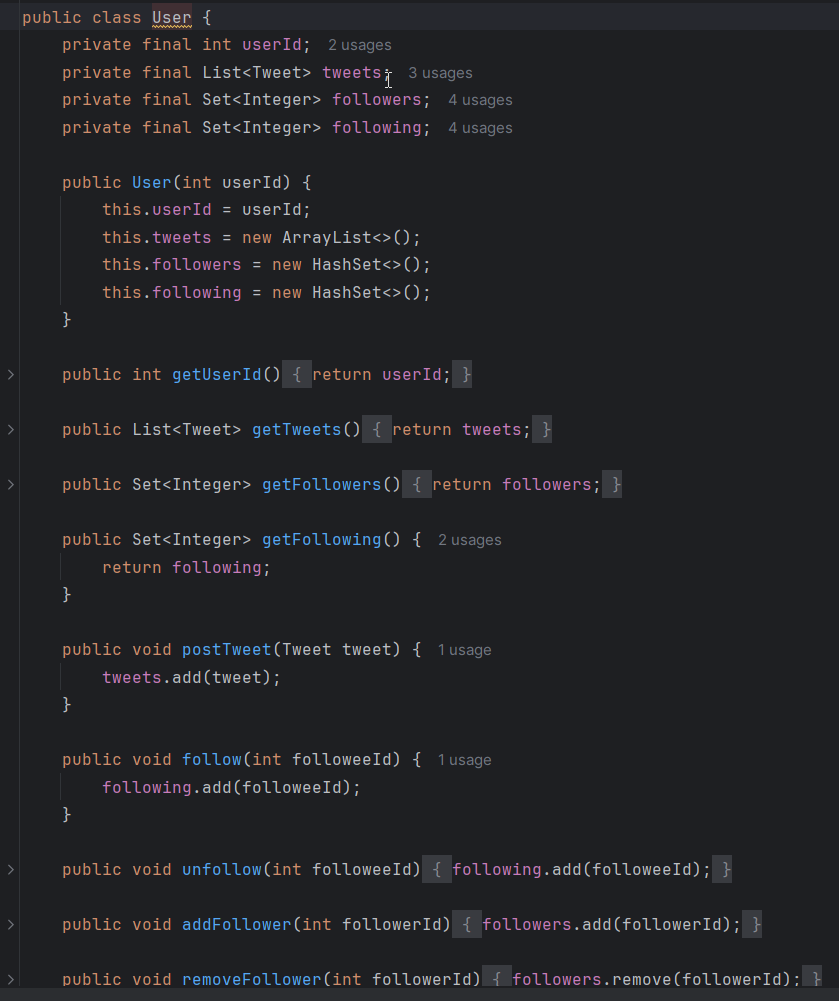 public class User {
private final int userId; 2 usages
private final List<Tweet> tweets; 3 usages
private final Set<Integer> followers; 4 usages
private final Set<Integer> following; 4 usages
public User(int userId) {
this.userId = userId;
this.tweets = new ArrayList<>();
this.followers = new HashSet<>();
this.following = new HashSet<>();
}
public int getUserId() { return userId; }
public List<Tweet> getTweets() { return tweets; }
public Set<Integer> getFollowers() { return followers; }
public Set<Integer> getFollowing() { 2 usages
return following;
}
public void postTweet(Tweet tweet) { 1 usage
tweets.add(tweet);
}
public void follow(int followeeId) { 1 usage
following.add(followeeId);
}
public void unfollow(int followeeId) { following.add(followeeId); }
public void addFollower(int followerId) { followers.add(followerId); }
public void removeFollower(int followerId) { followers.remove(followerId); }